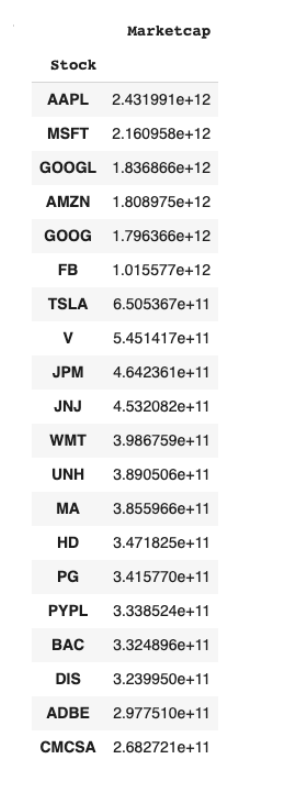 Marketcap
Stock
AAPL 2.431991e+12
MSFT 2.160958e+12
GOOGL 1.836866e+12
AMZN 1.808975e+12
GOOG 1.796366e+12
FB 1.015577e+12
TSLA 6.505367e+11
V 5.451417e+11
JPM 4.642361e+11
JNJ 4.532082e+11
WMT 3.986759e+11
UNH 3.890506e+11
MA 3.855966e+11
HD 3.471825e+11
PG 3.415770e+11
PYPL 3.338524e+11
BAC 3.324896e+11
DIS 3.239950e+11
ADBE 2.977510e+11
CMCSA 2.682721e+11